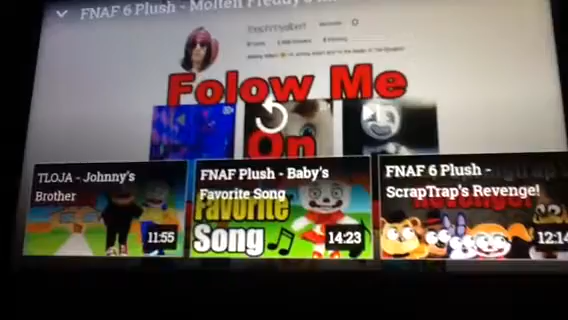 FNAF 6 Plush - Molten Freddy's
Folow Me
On
TLOJA - Johnny's
Brother
11:55
FNAF Plush - Baby's
Favorite Song
Favorite
Song
14:23
FNAF 6 Plush -
ScrapTrap's Revenge!
12:14